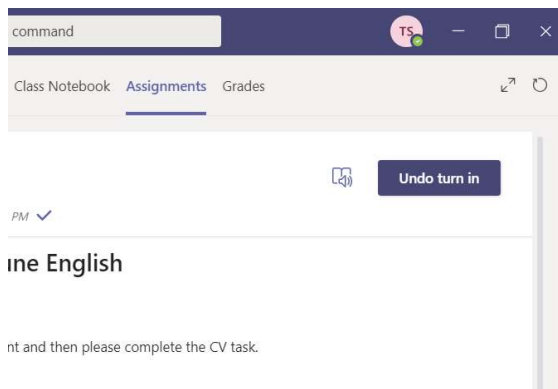 command
TS
Class Notebook Assignments Grades
Undo turn in
PM
une English
nt and then please complete the CV task.